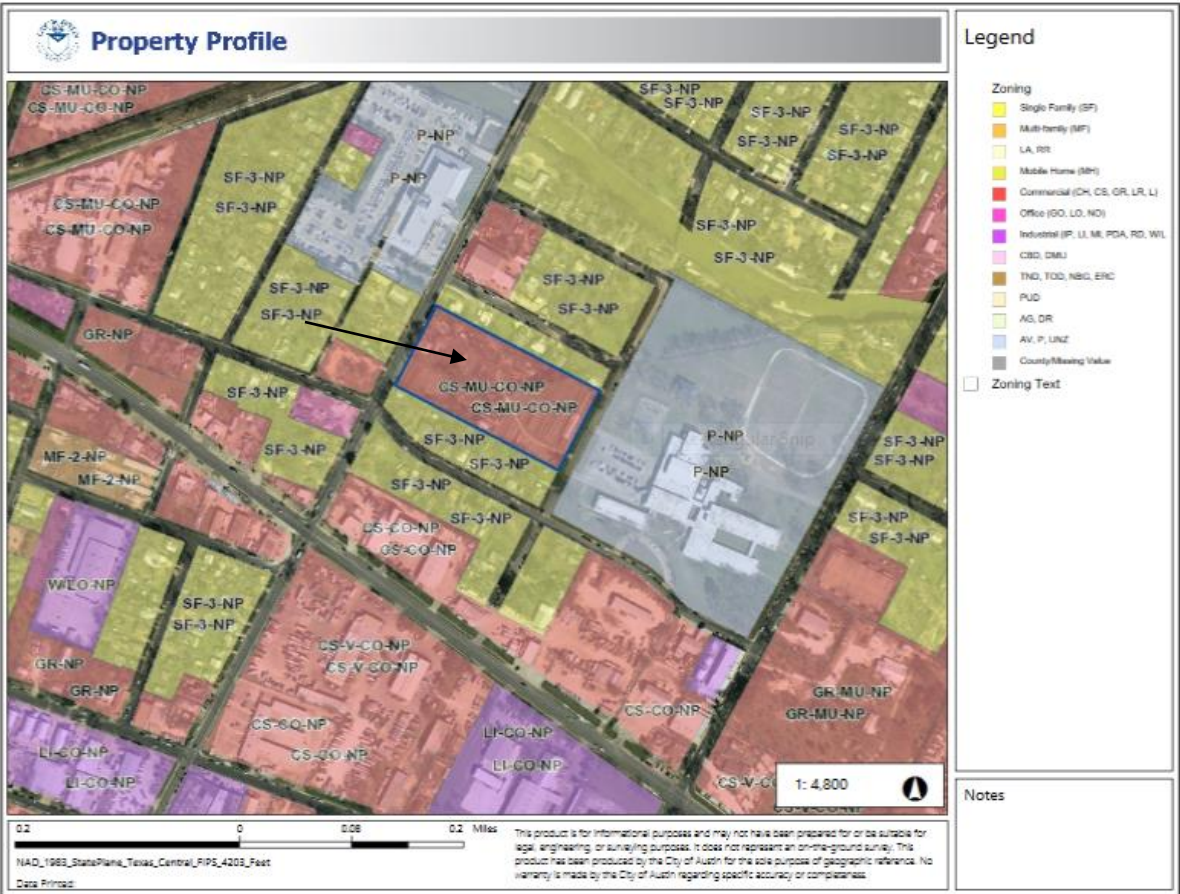 Property Profile
Legend
Zoning
Single Family (SF)
Multi-family (MF)
LA, RR
Mobile Home (MH)
Commercial (CH, CS, GR, LR, L)
Office (GO, LO, NO)
Industrial (IP, LI, MI, PDA, RD, W/L
CBD, DMU
TND, TOD, NBG, ERC
PUD
AG, DR
AV, P, UNZ
County/Missing Value
Zoning Text
CS-MU-CO-NP
CS-MU-CO-NP
P-NP
P-NP
SF-3-NP
SF-3-NP
SF-3-NP
SF-3-NP
SF-3-NP
SF-3-NP
SF-3-NP
SF-3-NP
CS-MU-CO-NP
CS-MU-CO-NP
SF-3-NP
SF-3-NP
SF-3-NP
SF-3-NP
SF-3-NP
SF-3-NP
GR-NP
CS-MU-CO-NP
CS-MU-CO-NP
SF-3-NP
SF-3-NP
SF-3-NP
SF-3-NP
P-NP
P-NP
SF-3-NP
SF-3-NP
MF-2-NP
MF-2-NP
SF-3-NP
SF-3-NP
CS-CO-NP
CS-CO-NP
SF-3-NP
SF-3-NP
W/LO-NP
SF-3-NP
SF-3-NP
GR-NP
GR-NP
CS-V-CO-NP
CS-V-CO-NP
CS-CO-NP
CS-CO-NP
CS-CO-NP
GR-MU-NP
GR-MU-NP
LI-CO-NP
LI-CO-NP
LI-CO-NP
LI-CO-NP
1: 4,800
Notes
0.2 0 0.08 0.2 Miles
NAD_1983_StatePlane_Texas_Central_FIPS_4203_Feet
Date Printed:
This product is for informational purposes and may not have been prepared for or be suitable for
legal, engineering, or surveying purposes. It does not represent an on-the-ground survey. This
product has been produced by the City of Austin for the sole purpose of geographic reference. No
warranty is made by the City of Austin regarding specific accuracy or completeness.